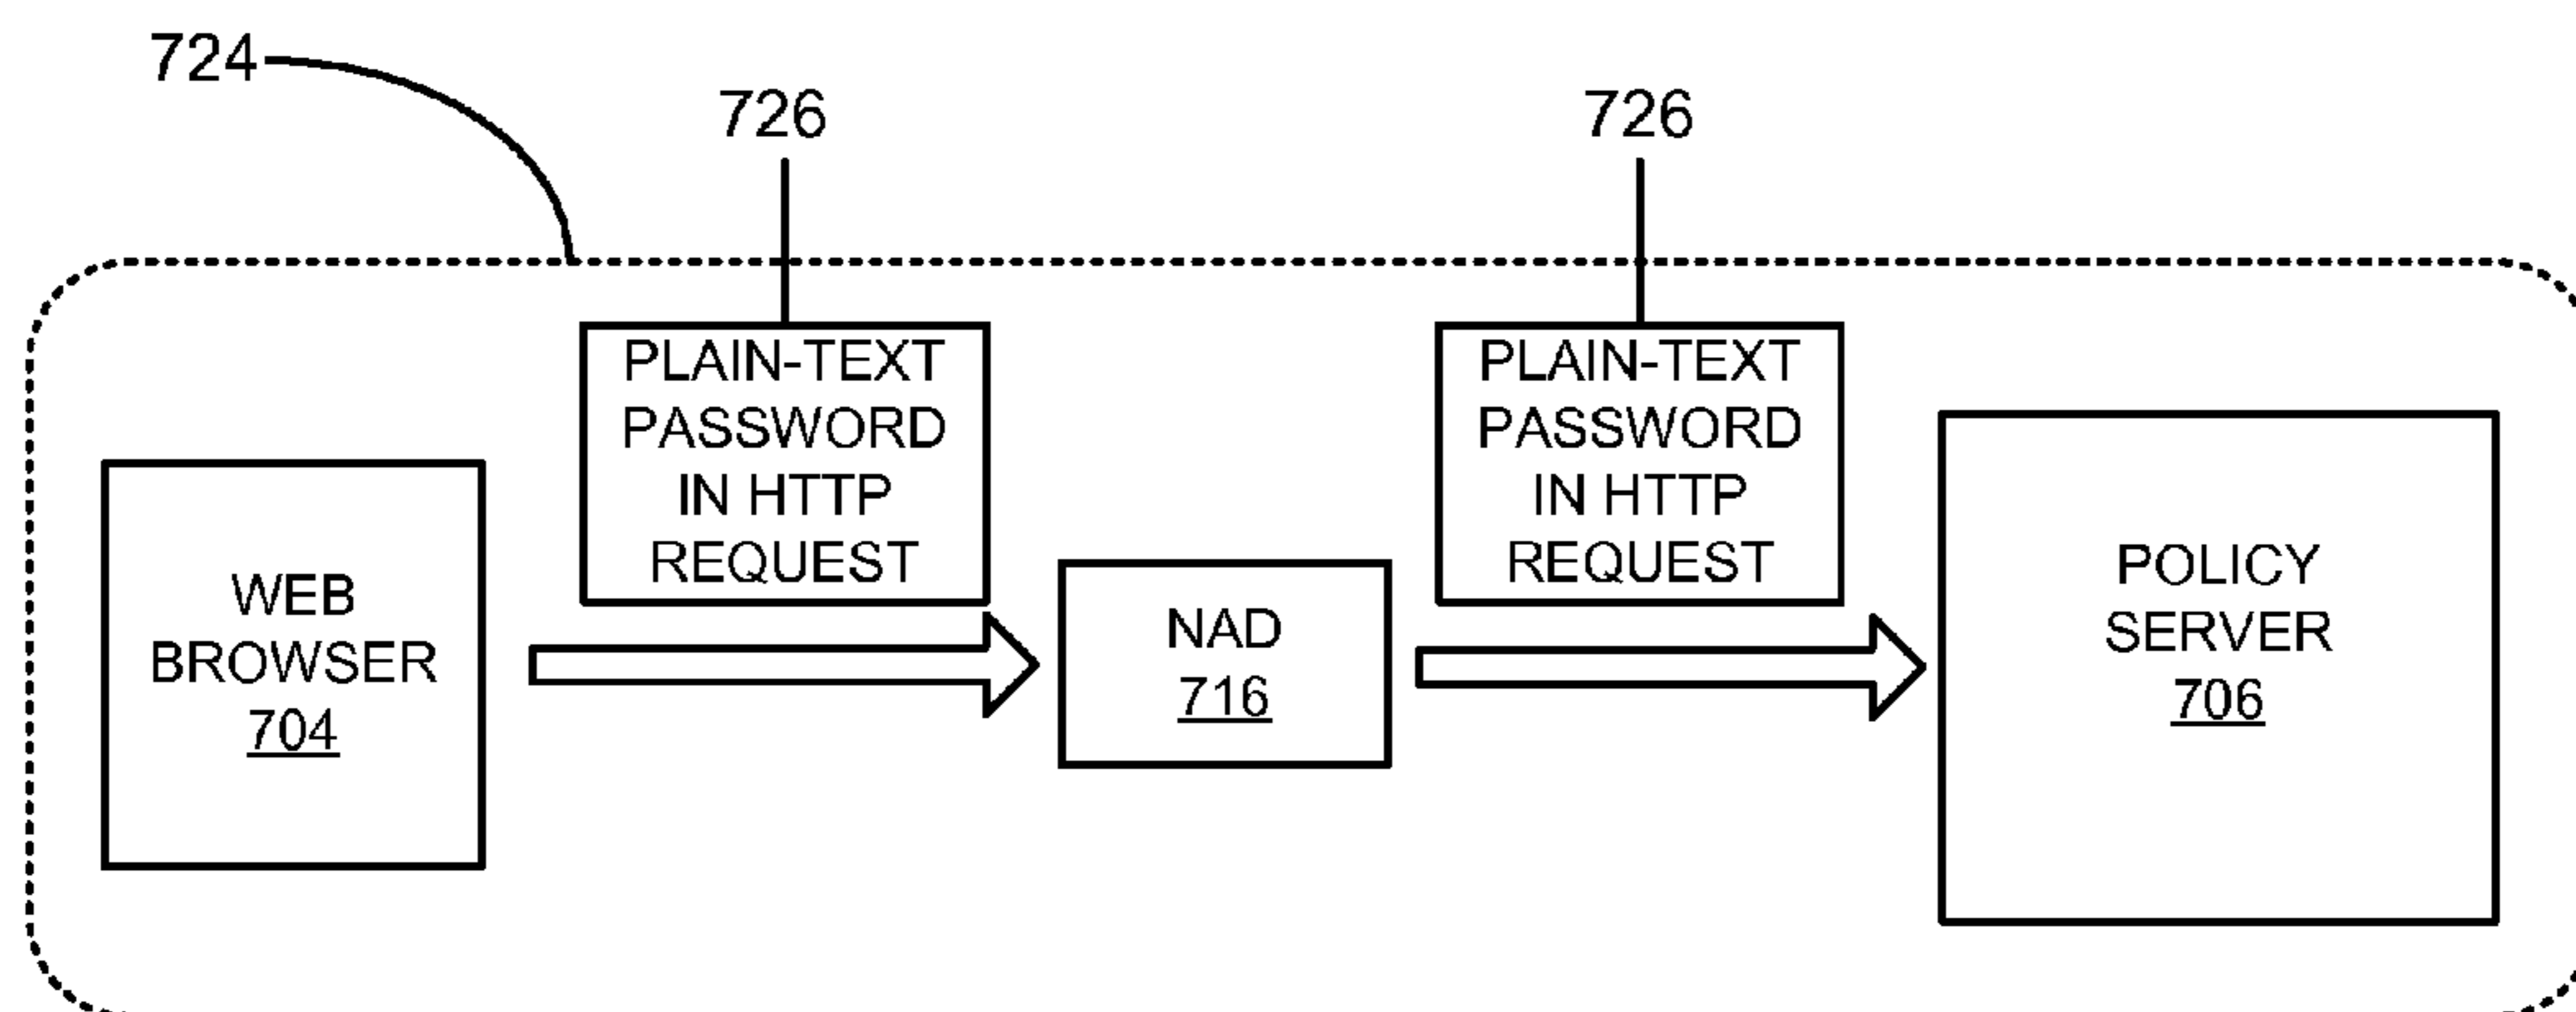 724
726
726
PLAIN-TEXT
PASSWORD
IN HTTP
REQUEST
PLAIN-TEXT
PASSWORD
IN HTTP
REQUEST
WEB
BROWSER
704
NAD
716
POLICY
SERVER
706